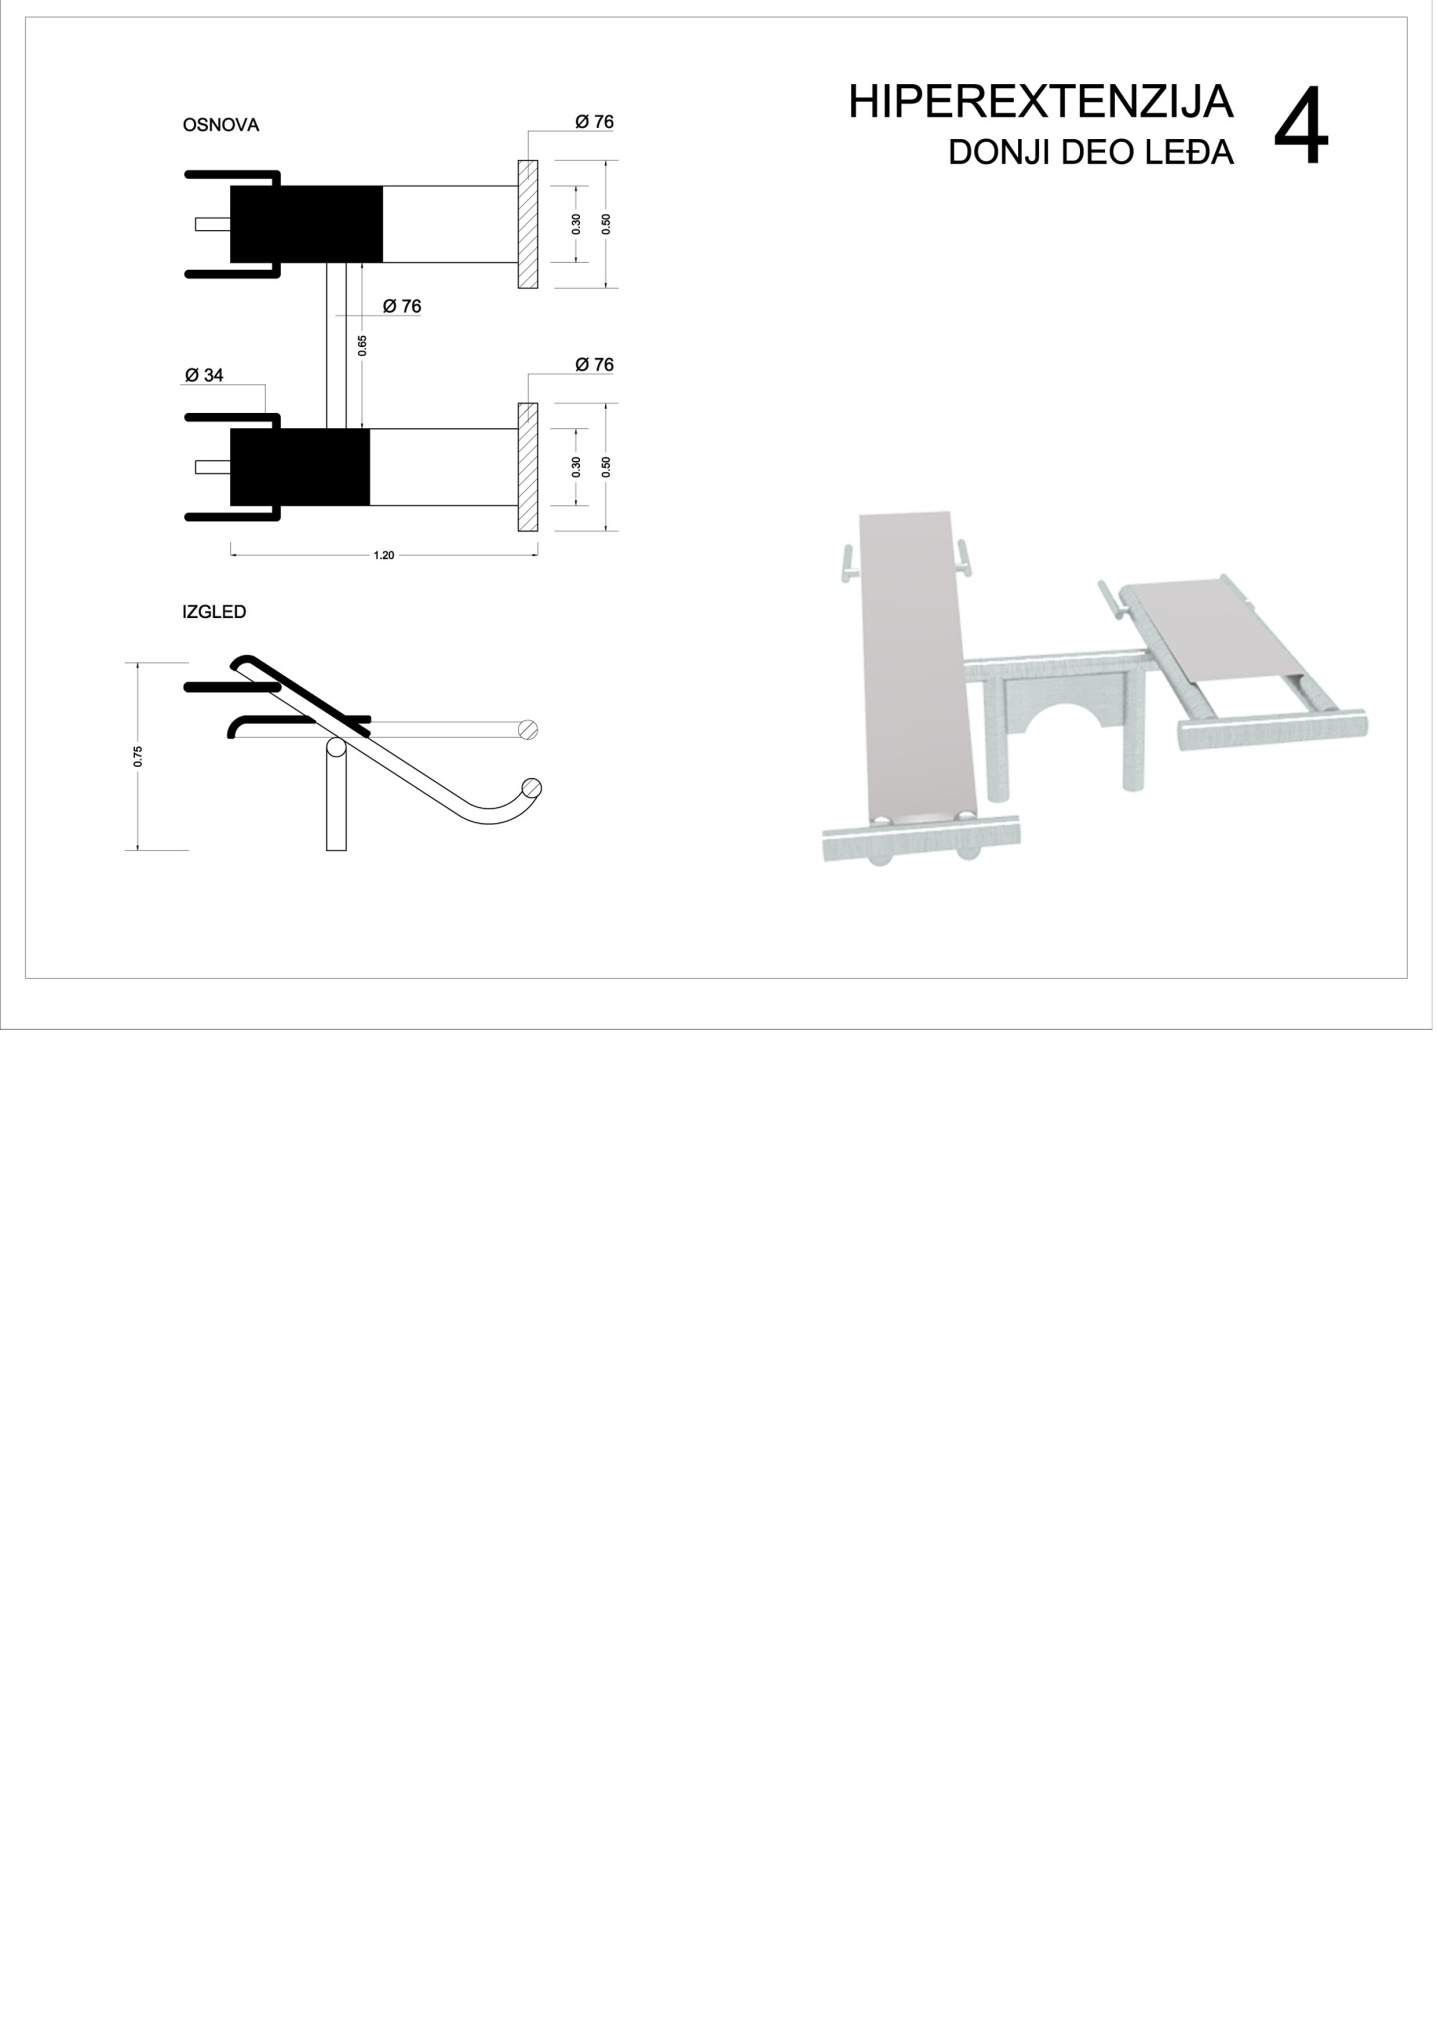 HIPEREXTENZIJA 4
DONJI DEO LEĐA
OSNOVA
Ø 76
0.30
0.50
Ø 76
0.65
Ø 76
Ø 34
0.30
0.50
1.20
IZGLED
0.75